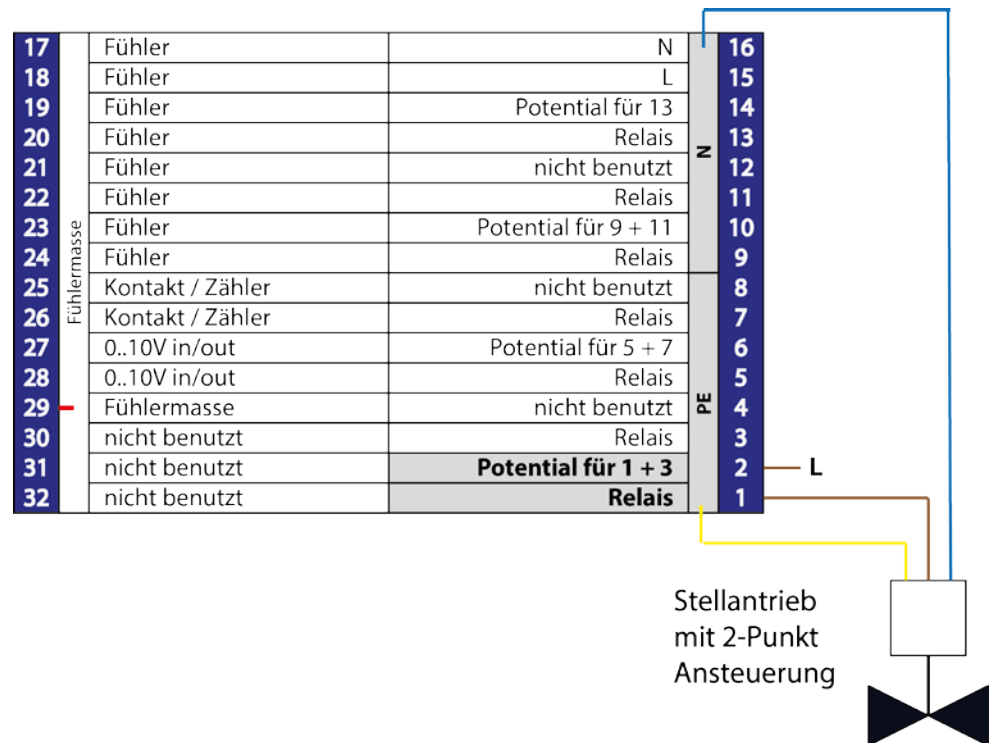 17 Fühler N 16
18 Fühler L 15
19 Fühler Potential für 13 14
20 Fühler Relais 13
21 Fühler nicht benutzt 12
22 Fühler Relais 11
23 Fühler Potential für 9 + 11 10
24 Fühler Relais 9
25 Kontakt / Zähler nicht benutzt 8
26 Kontakt / Zähler Relais 7
27 0..10V in/out Potential für 5 + 7 6
28 0..10V in/out Relais 5
29 Fühlermasse nicht benutzt 4
30 nicht benutzt Relais 3
31 nicht benutzt Potential für 1 + 3 2 L
32 nicht benutzt Relais 1
Fühlermasse
N
PE
Stellantrieb
mit 2-Punkt
Ansteuerung